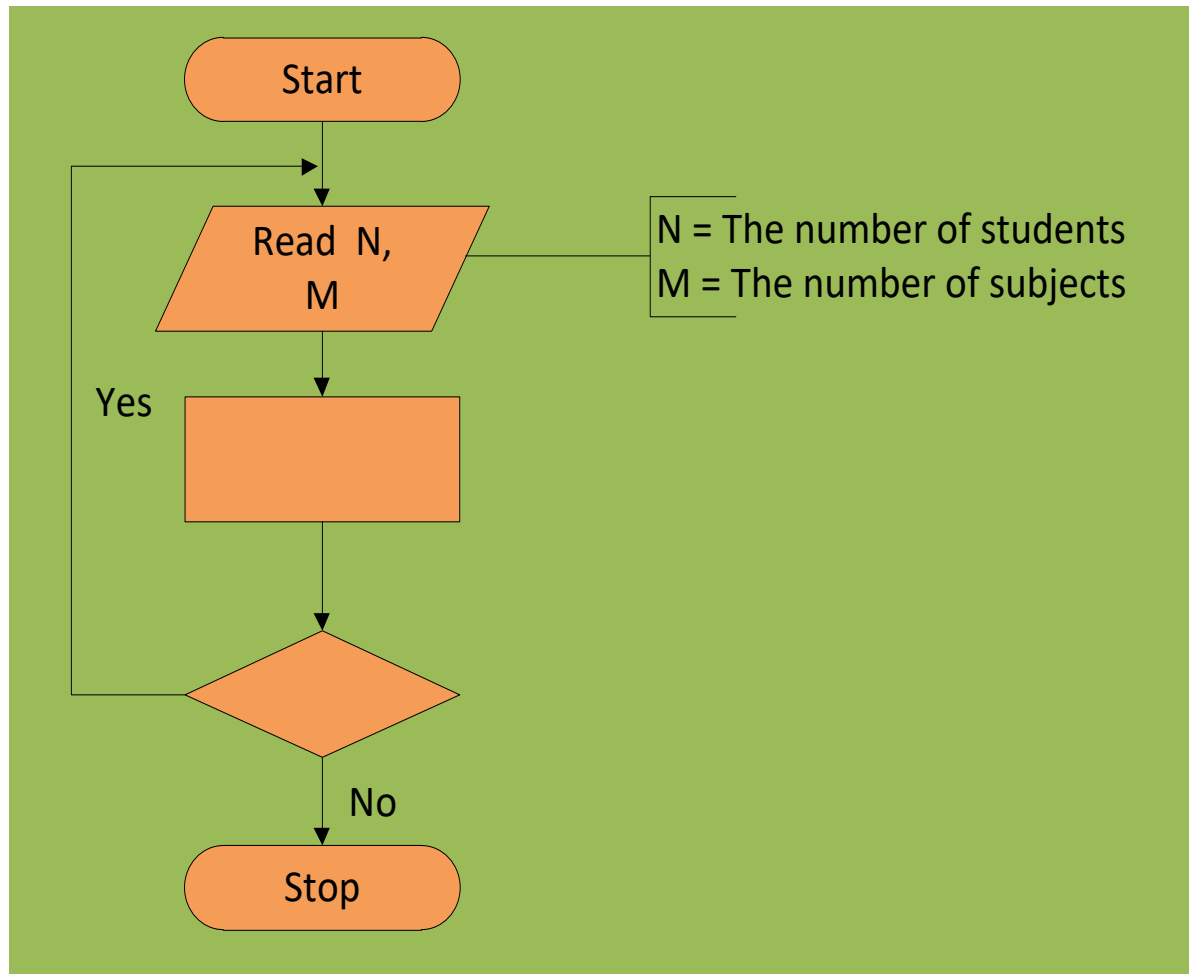 Start
Read N,
M
N = The number of students
M = The number of subjects
Yes
No
Stop